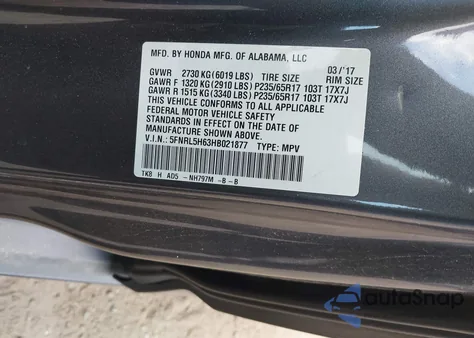 MFD. BY HONDA MFG. OF ALABAMA, LLC
03/'17
GVWR 2730 KG(6019 LBS) TIRE SIZE RIM SIZE
GAWR F 1320 KG(2910 LBS)P235/65R17 103T 17X7J
GAWR R 1515 KG(3340 LBS)P235/65R17 103T 17X7J
THIS VEHICLE CONFORMS TO ALL APPLICABLE
FEDERAL MOTOR VEHICLE SAFETY
STANDARDS IN EFFECT ON THE DATE OF
MANUFACTURE SHOWN ABOVE.
V.I.N.: 5FNRL5H63HB021877 TYPE: MPV
TK8 H AD5 -NH797M -B -B
autoSnap